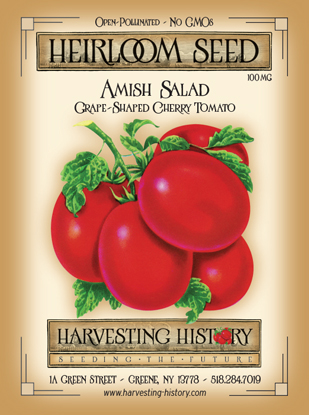 Open-Pollinated - No GMOs
Heirloom Seed
100 MG
Amish Salad
Grape-Shaped Cherry Tomato
Harvesting History
SEEDING · THE · FUTURE
1A Green Street - Greene, NY 13778 - 518.284.7019
www.harvesting-history.com